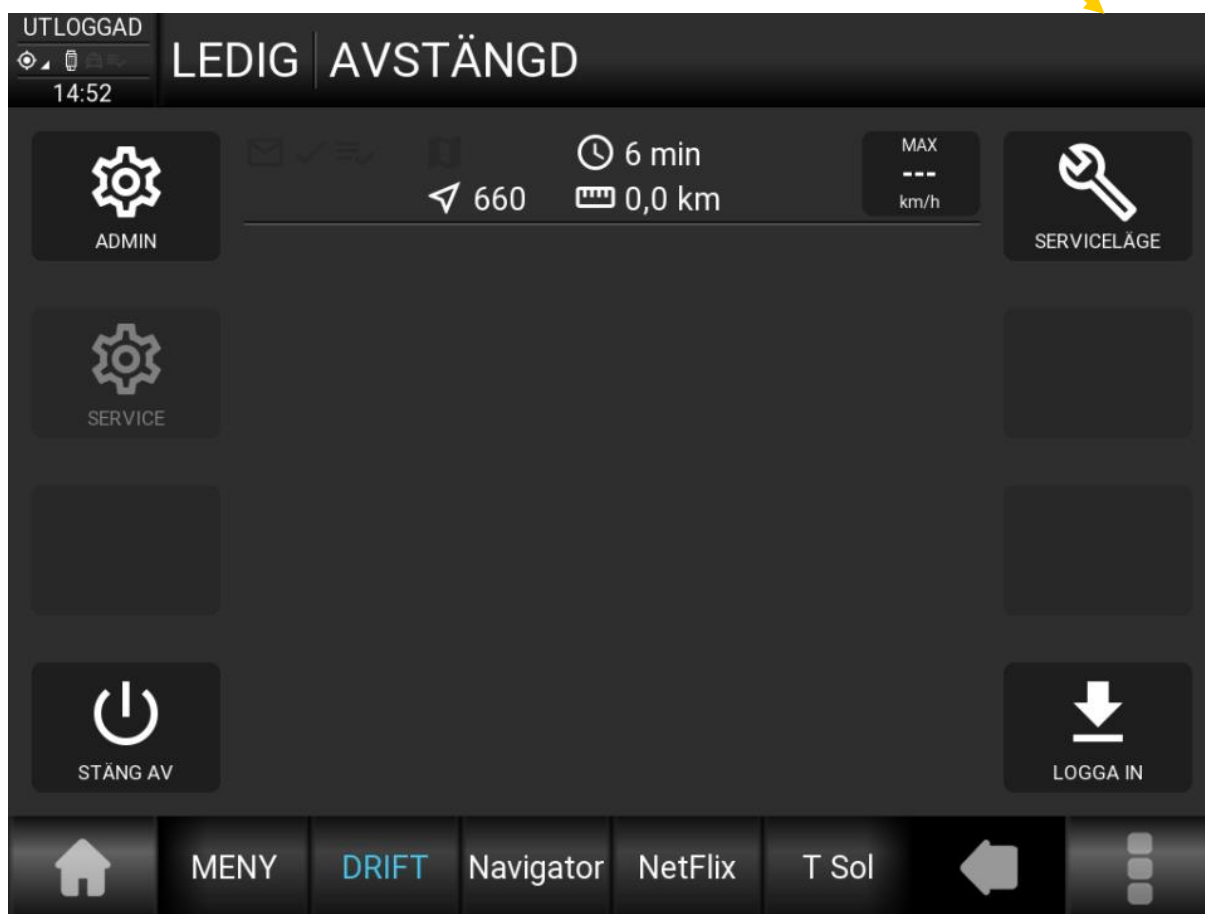 UTLOGGAD
14:52
LEDIG AVSTÄNGD
ADMIN
6 min
660
0,0 km
MAX
---
km/h
SERVICELÄGE
SERVICE
STÄNG AV
LOGGA IN
MENY
DRIFT
Navigator
NetFlix
T Sol